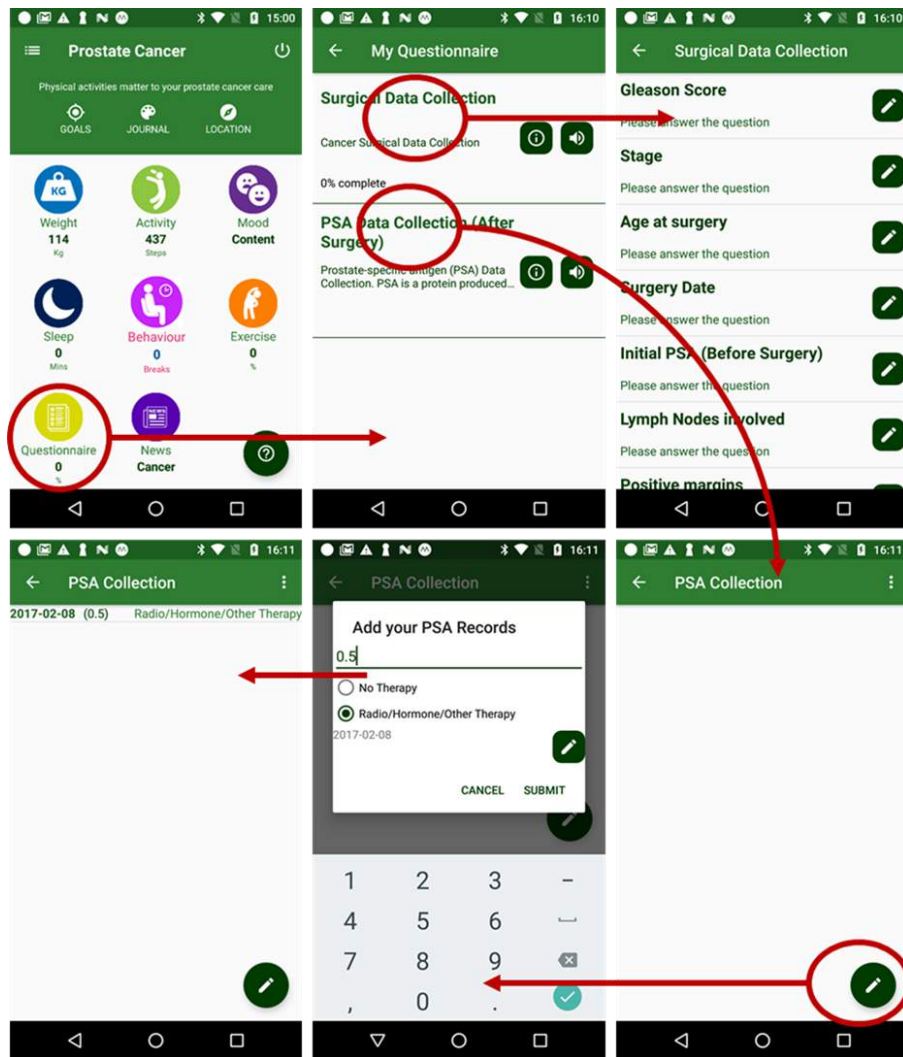 15:00
Prostate Cancer
Physical activities matter to your prostate cancer care
GOALS JOURNAL LOCATION
KG
Weight Activity Mood
114 437 Content
Kg Steps
Sleep Behaviour Exercise
0 0 0
Mins Breaks %
NEWS
Questionnaire News
0 Cancer
%
16:10
My Questionnaire
Surgical Data Collection
Cancer Surgical Data Collection
0% complete
PSA Data Collection (After
Surgery)
Prostate-specific antigen (PSA) Data
Collection. PSA is a protein produced...
16:10
Surgical Data Collection
Gleason Score
Please answer the question
Stage
Please answer the question
Age at surgery
Please answer the question
Surgery Date
Please answer the question
Initial PSA (Before Surgery)
Please answer the question
Lymph Nodes involved
Please answer the question
Positive margins
16:11
PSA Collection
2017-02-08 (0.5) Radio/Hormone/Other Therapy
16:11
PSA Collection
Add your PSA Records
0.5
No Therapy
Radio/Hormone/Other Therapy
2017-02-08
CANCEL SUBMIT
1 2 3 -
4 5 6
7 8 9
, 0 .
16:11
PSA Collection